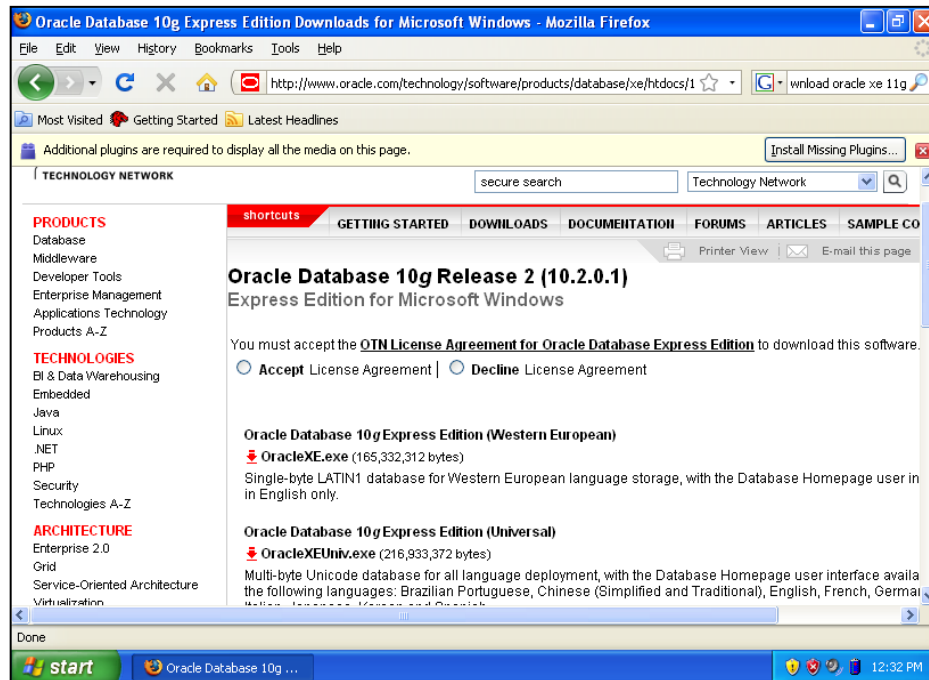 Oracle Database 10g Express Edition Downloads for Microsoft Windows - Mozilla Firefox
File Edit View History Bookmarks Tools Help
http://www.oracle.com/technology/software/products/database/xe/htdocs/1
wnload oracle xe 11g
Most Visited Getting Started Latest Headlines
Additional plugins are required to display all the media on this page.
Install Missing Plugins...
TECHNOLOGY NETWORK
secure search
Technology Network
PRODUCTS
Database
Middleware
Developer Tools
Enterprise Management
Applications Technology
Products A-Z
TECHNOLOGIES
BI & Data Warehousing
Embedded
Java
Linux
.NET
PHP
Security
Technologies A-Z
ARCHITECTURE
Enterprise 2.0
Grid
Service-Oriented Architecture
Virtualization
shortcuts GETTING STARTED DOWNLOADS DOCUMENTATION FORUMS ARTICLES SAMPLE CO
Printer View | E-mail this page
Oracle Database 10g Release 2 (10.2.0.1)
Express Edition for Microsoft Windows
You must accept the OTN License Agreement for Oracle Database Express Edition to download this software.
Accept License Agreement | Decline License Agreement
Oracle Database 10g Express Edition (Western European)
OracleXE.exe (165,332,312 bytes)
Single-byte LATIN1 database for Western European language storage, with the Database Homepage user in
in English only.
Oracle Database 10g Express Edition (Universal)
OracleXEUniv.exe (216,933,372 bytes)
Multi-byte Unicode database for all language deployment, with the Database Homepage user interface availa
the following languages: Brazilian Portuguese, Chinese (Simplified and Traditional), English, French, German
Italian, Japanese, Korean and Spanish
Done
start
Oracle Database 10g ...
12:32 PM